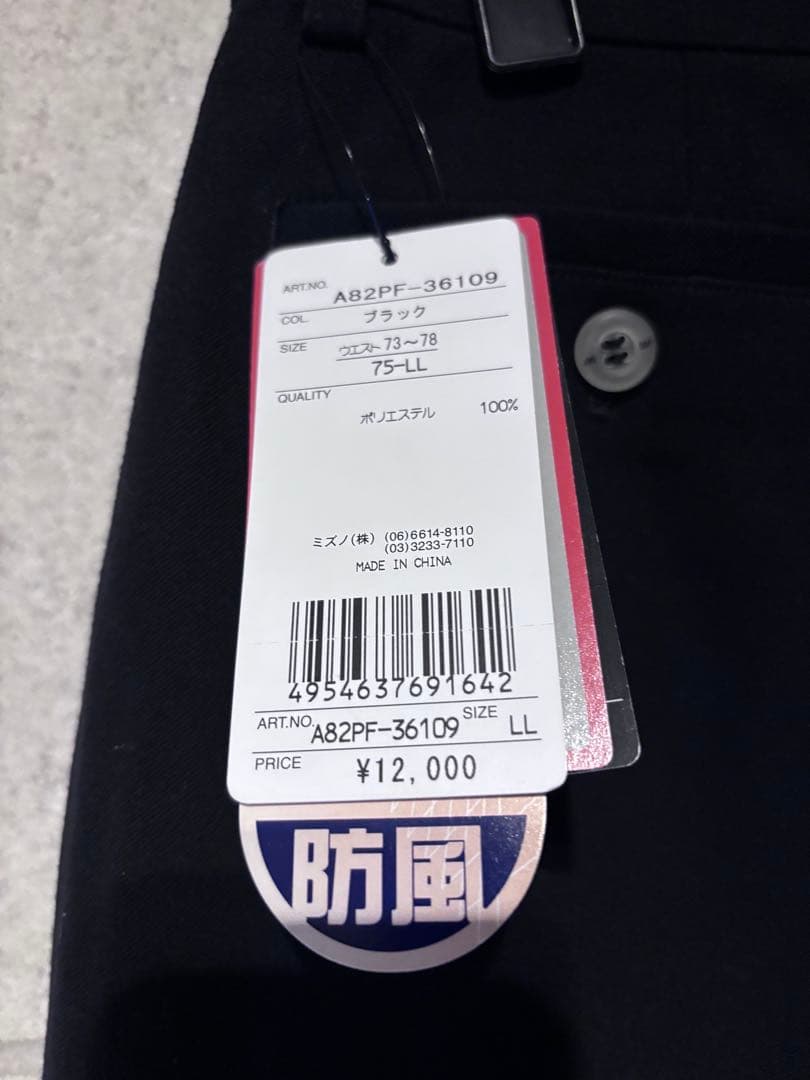 ART.NO. A82PF-36109
COL. ブラック
SIZE ウエスト 73〜78
75-LL
QUALITY
ポリエステル 100%
ミズノ(株) (06)6614-8110
(03)3233-7110
MADE IN CHINA
4954637691642
ART.NO. A82PF-36109 SIZE LL
PRICE ¥12,000
防風